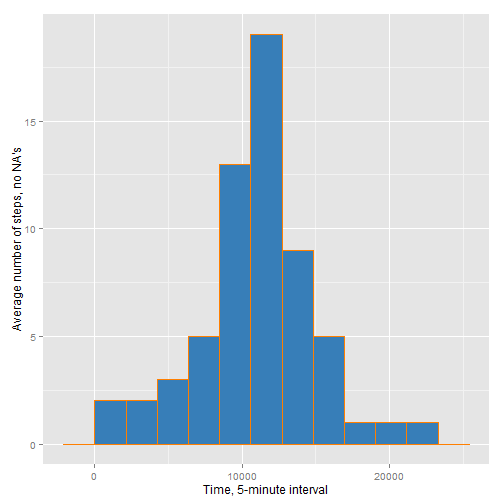 Average number of steps, no NA's
15
10
5
0
0 10000 20000
Time, 5-minute interval